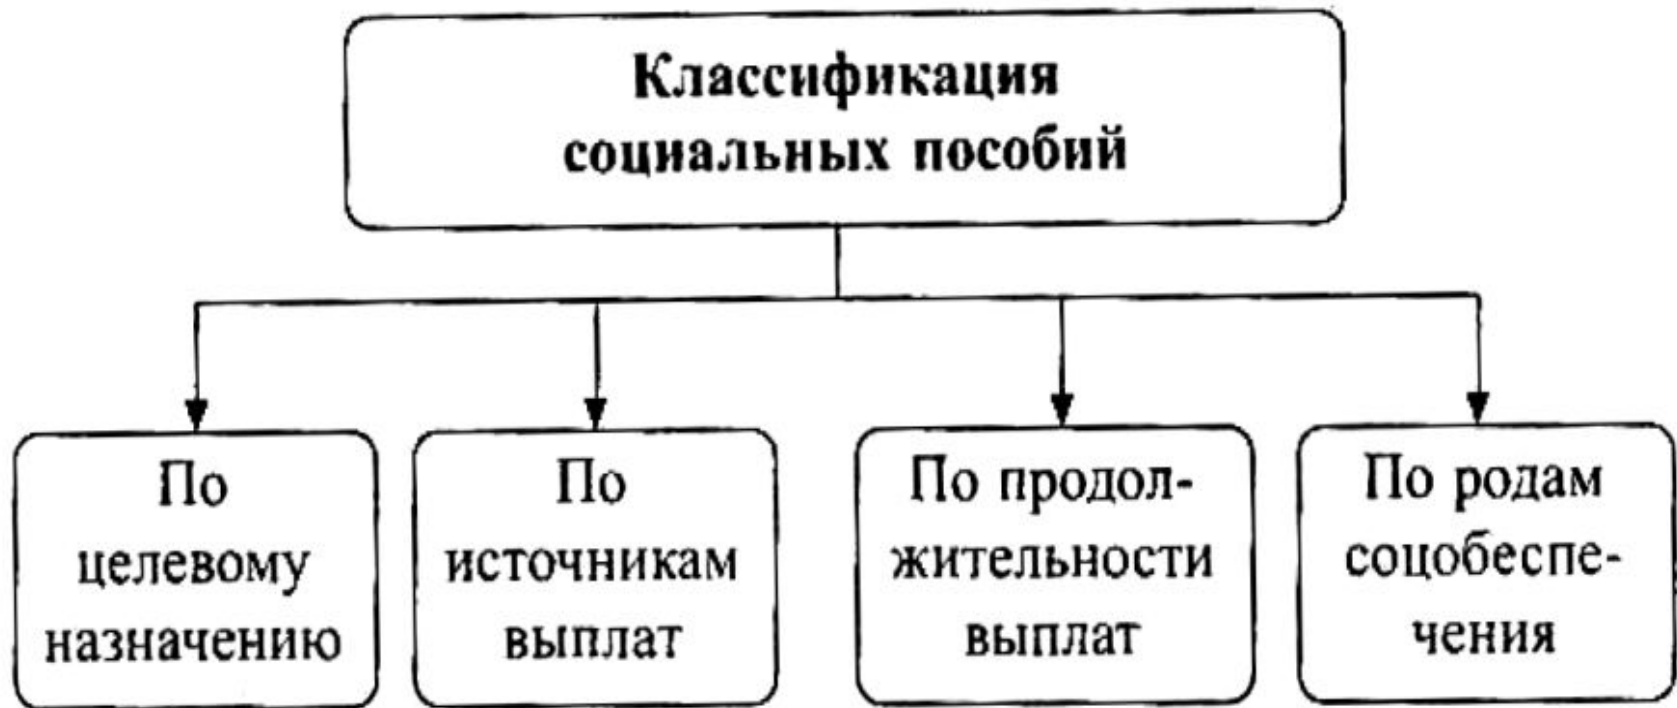 Классификация
социальных пособий
По
целевому
назначению
По
источникам
выплат
По продол-
жительности
выплат
По родам
соцобеспе-
чения